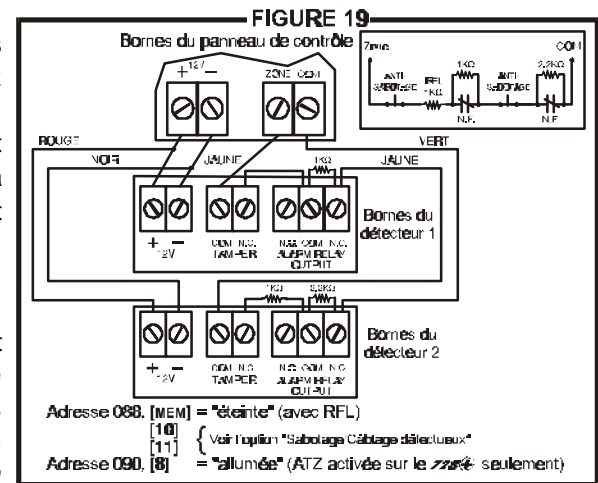 FIGURE 19
Bornes du panneau de contrôle
+ 12V −
ZONE COM
Zone
COM
1KΩ
2.2KΩ
ANTI-
SABOTAGE
RFL
1KΩ
ANTI-
SABOTAGE
N.F.
N.F.
ROUGE
VERT
NOIR
JAUNE
1KΩ
JAUNE
Bornes du
détecteur 1
+ −
12V
COM N.C.
TAMPER
N.O. COM N.C.
ALARM RELAY
OUTPUT
1KΩ
2.2KΩ
Bornes du
détecteur 2
+ −
12V
COM N.C.
TAMPER
N.C. COM N.C.
ALARM RELAY
OUTPUT
Adresse 088, [MEM] = "éteinte" (avec RFL)
[10]
[11] { Voir l'option "Sabotage/Câblage défectueux"
Adresse 090, [8] = "allumée" (ATZ activée sur le seulement)